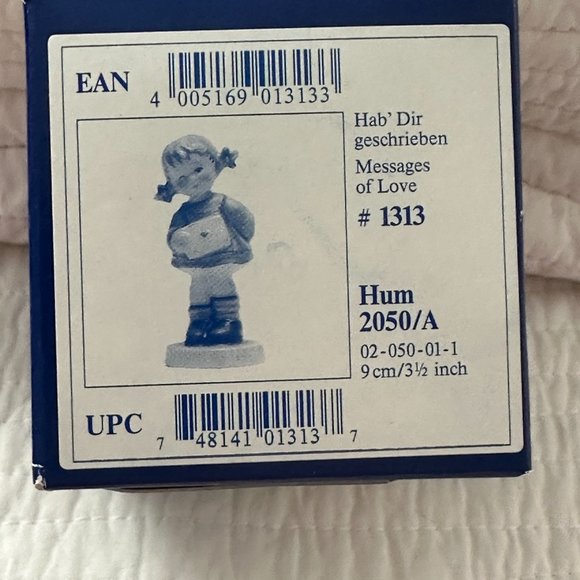 EAN
4 005169 013133
Hab' Dir
geschrieben
Messages
of Love
# 1313
Hum
2050/A
02-050-01-1
9 cm/3½ inch
UPC
7 48141 01313 7